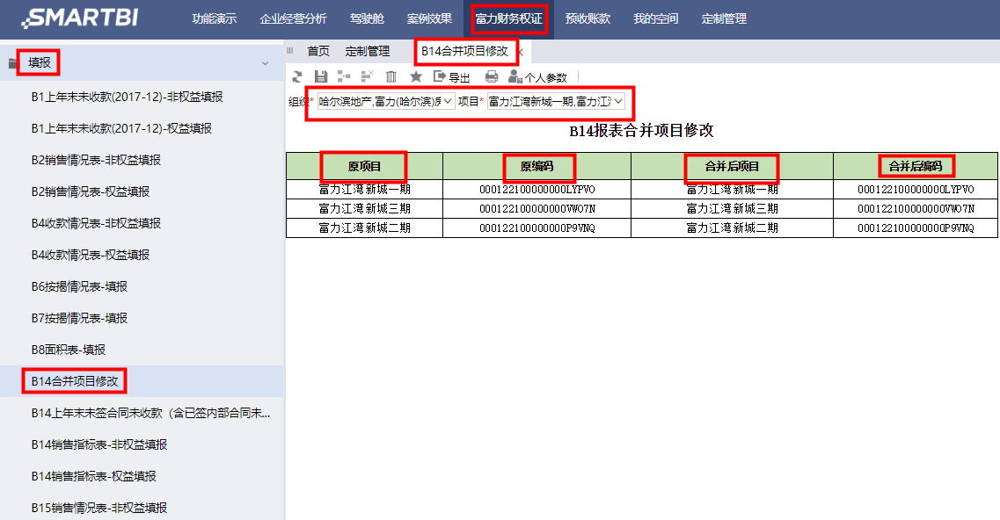 SMARTBI 功能演示 企业经营分析 驾驶舱 案例效果 富力财务权证 预收账款 我的空间 定制管理
填报
B1上年末未收款(2017-12)-非权益填报
B1上年末未收款(2017-12)-权益填报
B2销售情况表-非权益填报
B2销售情况表-权益填报
B4收款情况表-非权益填报
B4收款情况表-权益填报
B6按揭情况表-填报
B7按揭情况表-填报
B8面积表-填报
B14合并项目修改
B14上年末未签合同未收款（含已签内部合同未...
B14销售指标表-非权益填报
B14销售指标表-权益填报
B15销售情况表-非权益填报
首页 定制管理 B14合并项目修改
导出 个人参数
组织* 哈尔滨地产,富力(哈尔滨) 项目* 富力江湾新城一期,富力江
B14报表合并项目修改
原项目 原编码 合并后项目 合并后编码
富力江湾新城一期 000122100000000LYPVO 富力江湾新城一期 000122100000000LYPVO
富力江湾新城三期 000122100000000VWO7N 富力江湾新城三期 000122100000000VWO7N
富力江湾新城二期 000122100000000P9VNQ 富力江湾新城二期 000122100000000P9VNQ